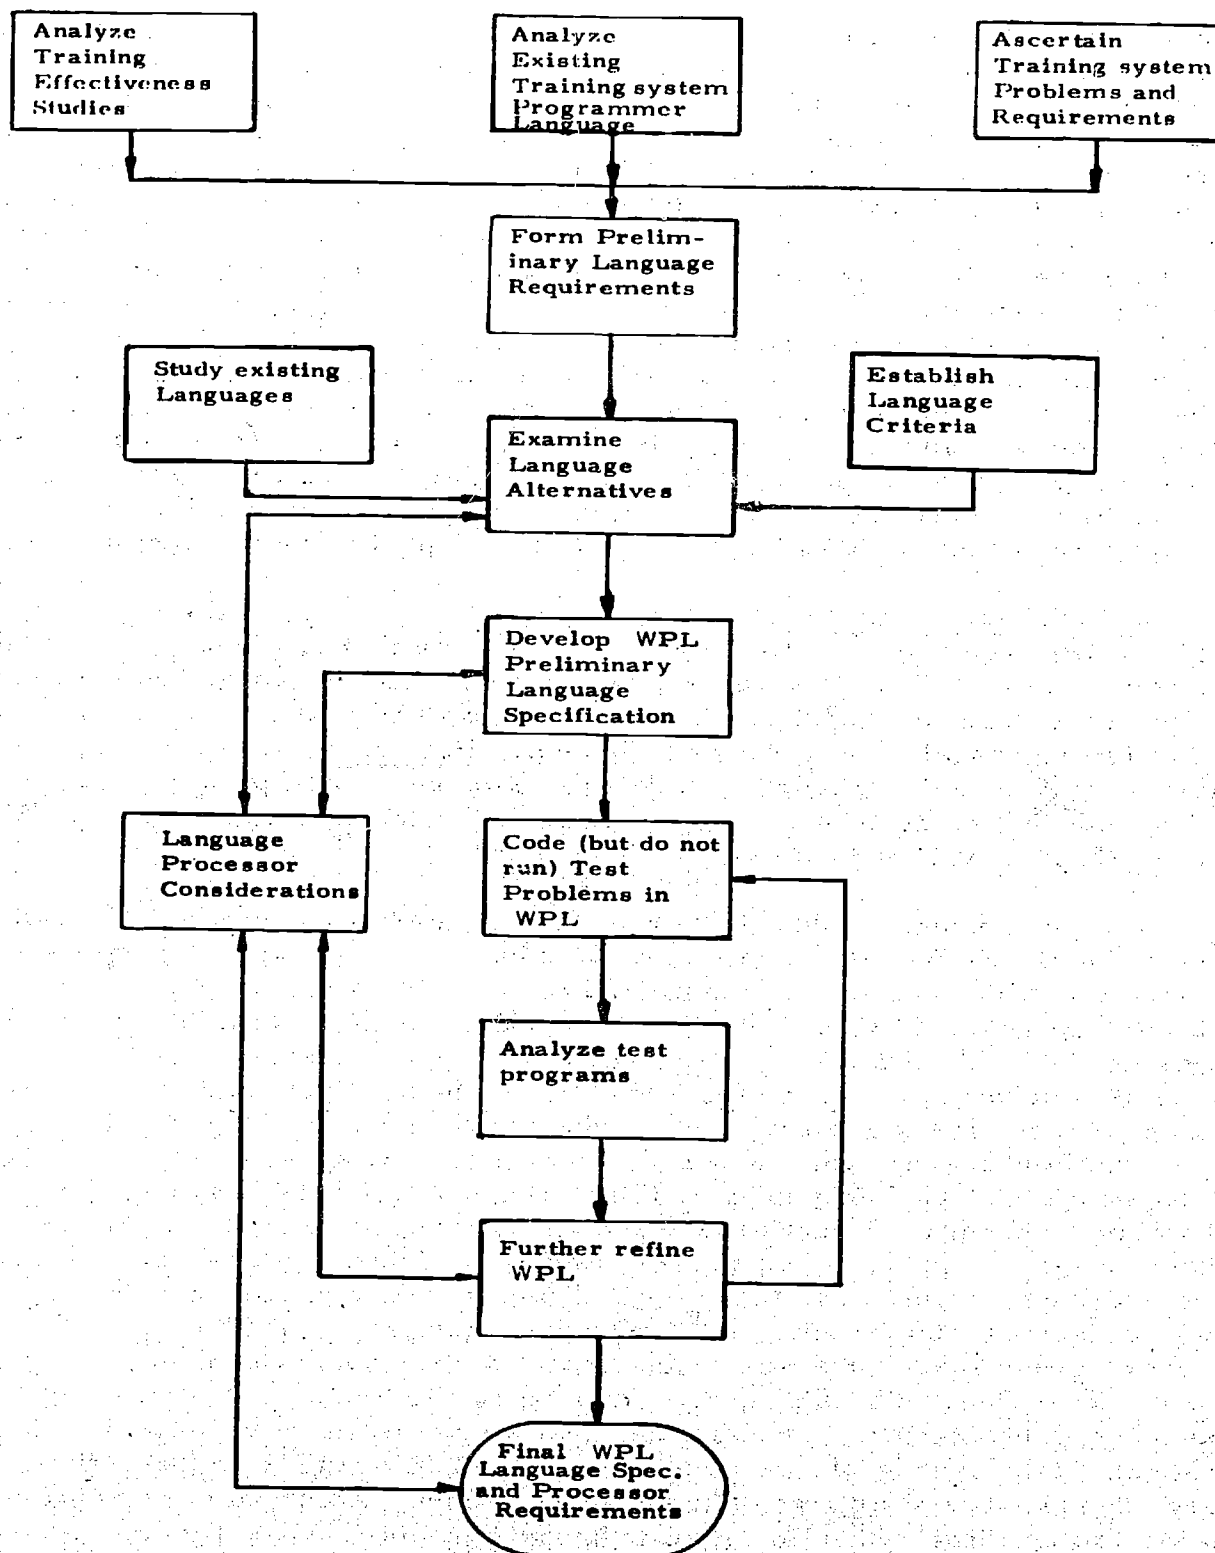 Analyze
Training
Effectiveness
Studies
Analyze
Existing
Training system
Programmer
Language
Ascertain
Training system
Problems and
Requirements
Form Prelim-
inary Language
Requirements
Study existing
Languages
Establish
Language
Criteria
Examine
Language
Alternatives
Develop WPL
Preliminary
Language
Specification
Language
Processor
Considerations
Code (but do not
run) Test
Problems in
WPL
Analyze test
programs
Further refine
WPL
Final WPL
Language Spec.
and Processor
Requirements